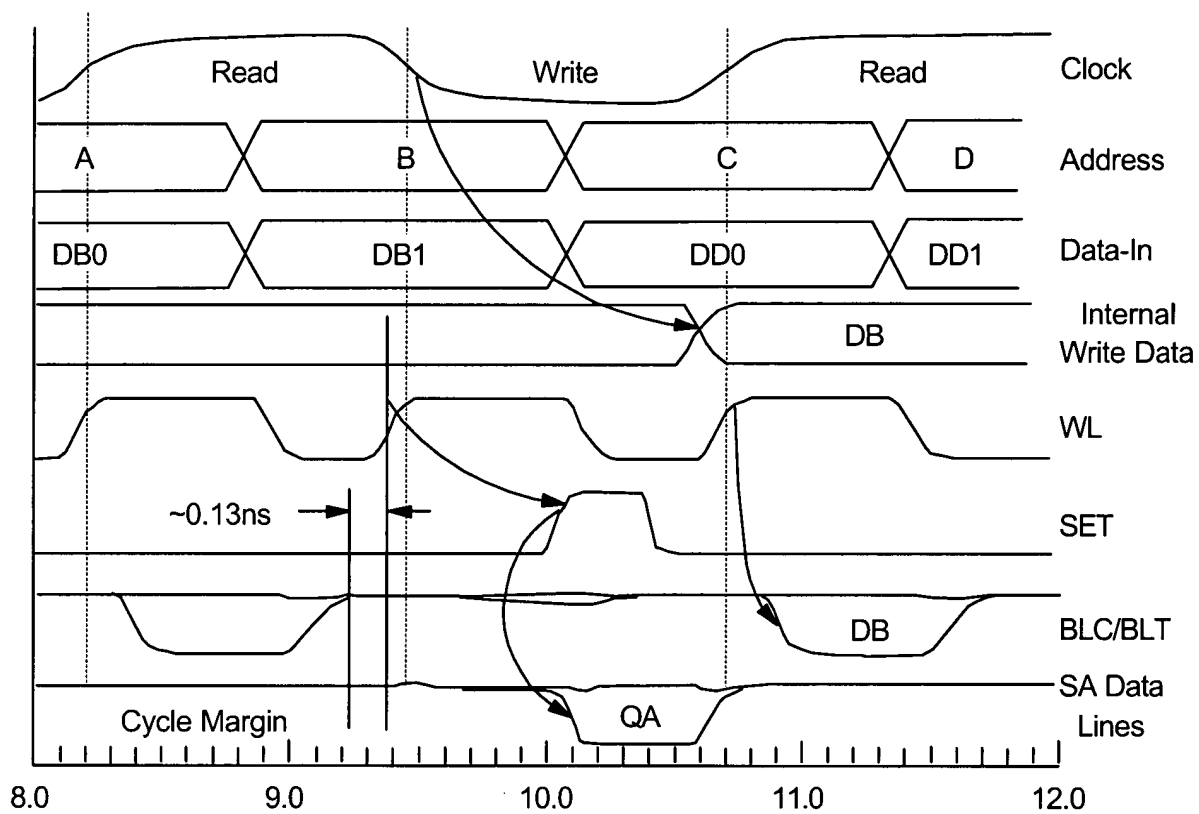 Read Write Read Clock
A B C D Address
DB0 DB1 DD0 DD1 Data-In
DB Internal
Write Data
WL
~0.13ns SET
DB BLC/BLT
SA Data
Cycle Margin QA Lines
8.0 9.0 10.0 11.0 12.0